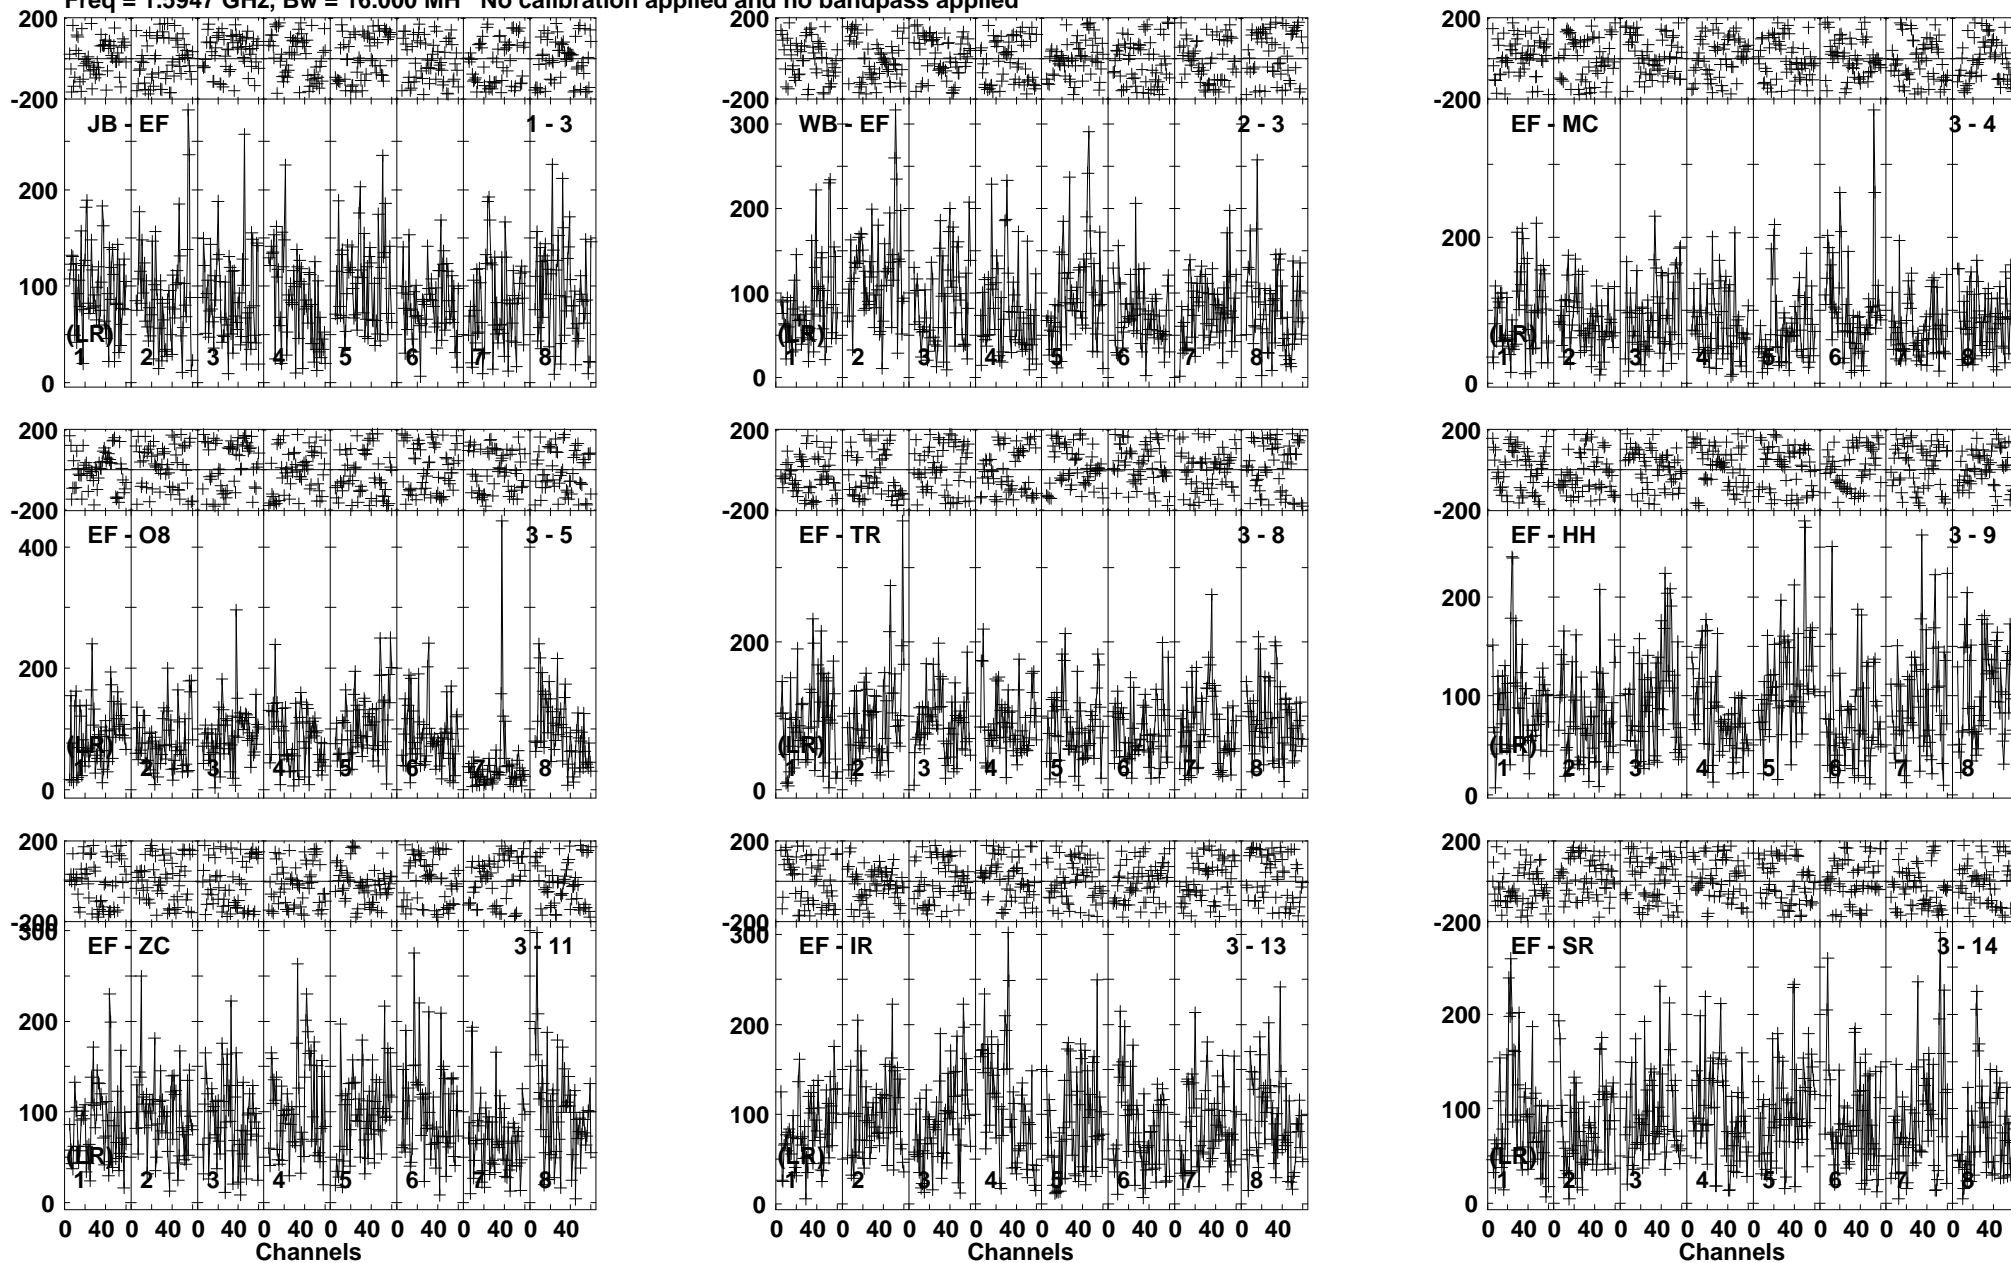 Freq = 1.5947 GHz, Bw = 16.000 MH No calibration applied and no bandpass applied
200 200 200
-200 -200 -200
JB - EF 1 - 3 WB - EF 2 - 3 EF - MC 3 - 4
300
200 200 200
100 100
(LR) (LR) (LR)
1 2 3 4 5 6 7 8 1 2 3 4 5 6 7 8 1 2 3 4 5 6 7 8
0 0 0
200 200 200
-200 -200 -200
EF - O8 3 - 5 EF - TR 3 - 8 EF - HH 3 - 9
400
200 200 200
100
(LR) (LR) (LR)
1 2 3 4 5 6 7 8 1 2 3 4 5 6 7 8 1 2 3 4 5 6 7 8
0 0 0
200 200 200
-200 -200 -200
300 300
EF - ZC 3 - 11 EF - IR 3 - 13 EF - SR 3 - 14
200 200 200
100 100 100
(LR) (LR) (LR)
1 2 3 4 5 6 7 8 1 2 3 4 5 6 7 8 1 2 3 4 5 6 7 8
0 0 0
0 40 0 40 0 40 0 40 0 40 0 40 0 40 0 40 0 40 0 40 0 40 0 40 0 40 0 40 0 40 0 40 0 40 0 40 0 40 0 40 0 40 0 40 0 40 0 40
Channels Channels Channels